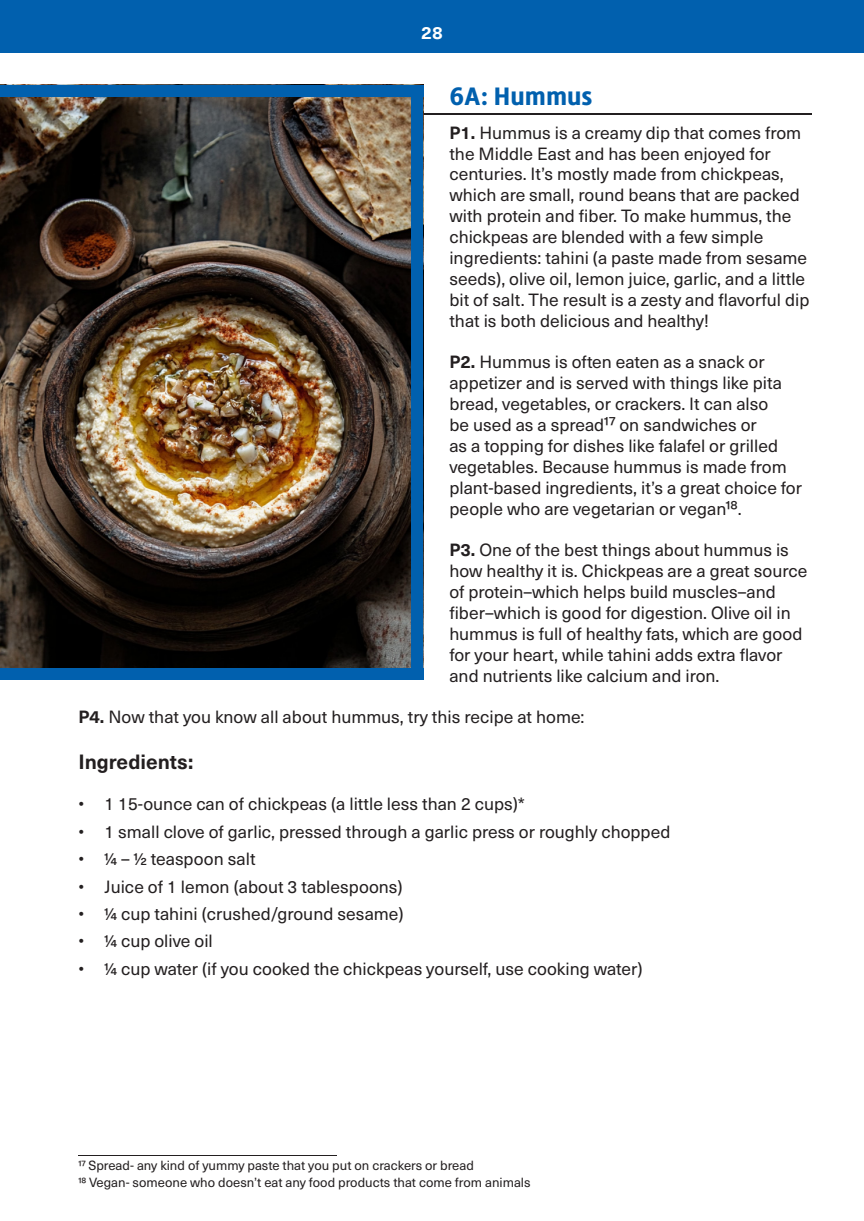 28
6A: Hummus
P1. Hummus is a creamy dip that comes from
the Middle East and has been enjoyed for
centuries. It’s mostly made from chickpeas,
which are small, round beans that are packed
with protein and fiber. To make hummus, the
chickpeas are blended with a few simple
ingredients: tahini (a paste made from sesame
seeds), olive oil, lemon juice, garlic, and a little
bit of salt. The result is a zesty and flavorful dip
that is both delicious and healthy!
P2. Hummus is often eaten as a snack or
appetizer and is served with things like pita
bread, vegetables, or crackers. It can also
be used as a spread¹⁷ on sandwiches or
as a topping for dishes like falafel or grilled
vegetables. Because hummus is made from
plant-based ingredients, it’s a great choice for
people who are vegetarian or vegan¹⁸.
P3. One of the best things about hummus is
how healthy it is. Chickpeas are a great source
of protein–which helps build muscles–and
fiber–which is good for digestion. Olive oil in
hummus is full of healthy fats, which are good
for your heart, while tahini adds extra flavor
and nutrients like calcium and iron.
P4. Now that you know all about hummus, try this recipe at home:
Ingredients:
• 1 15-ounce can of chickpeas (a little less than 2 cups)*
• 1 small clove of garlic, pressed through a garlic press or roughly chopped
• ¼ – ½ teaspoon salt
• Juice of 1 lemon (about 3 tablespoons)
• ¼ cup tahini (crushed/ground sesame)
• ¼ cup olive oil
• ¼ cup water (if you cooked the chickpeas yourself, use cooking water)
¹⁷ Spread- any kind of yummy paste that you put on crackers or bread
¹⁸ Vegan- someone who doesn’t eat any food products that come from animals